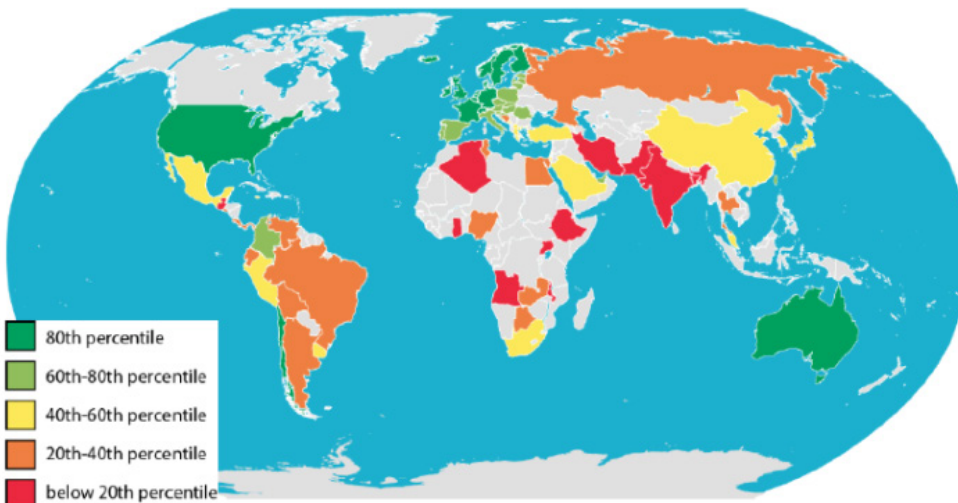 80th percentile
60th-80th percentile
40th-60th percentile
20th-40th percentile
below 20th percentile